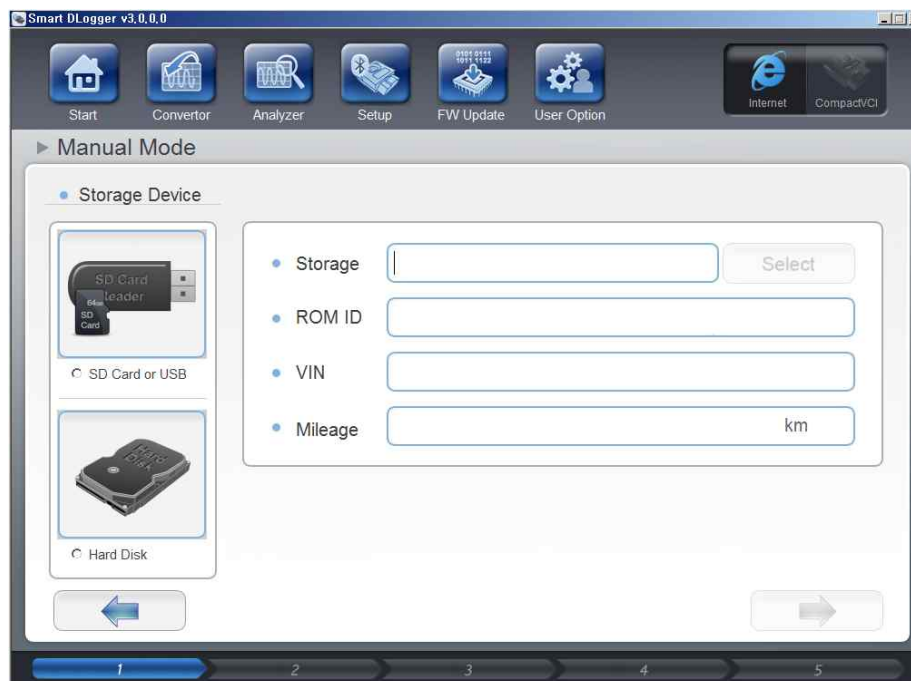 Smart DLogger v3,0,0,0
0101 0111
1011 1122
Start
Convertor
Analyzer
Setup
FW Update
User Option
Internet
CompactVCI
Manual Mode
Storage Device
SD Card
Reader
64GB
SD
Card
SD Card or USB
Hard
Disk
Hard Disk
Storage
Select
ROM ID
VIN
Mileage
km
1
2
3
4
5